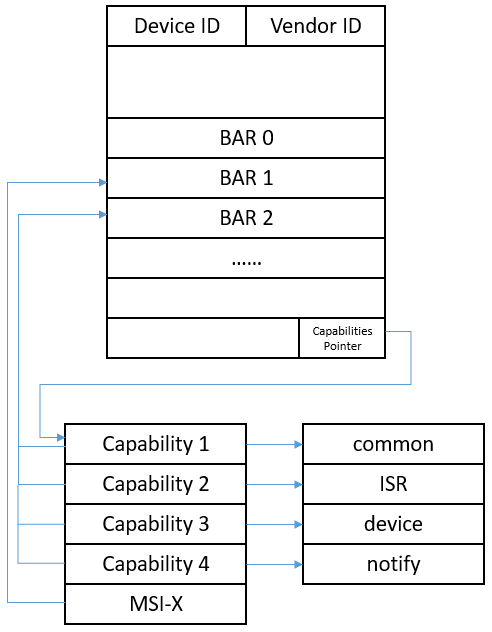 Device ID
Vendor ID
BAR 0
BAR 1
BAR 2
......
Capabilities
Pointer
Capability 1
common
Capability 2
ISR
Capability 3
device
Capability 4
notify
MSI-X